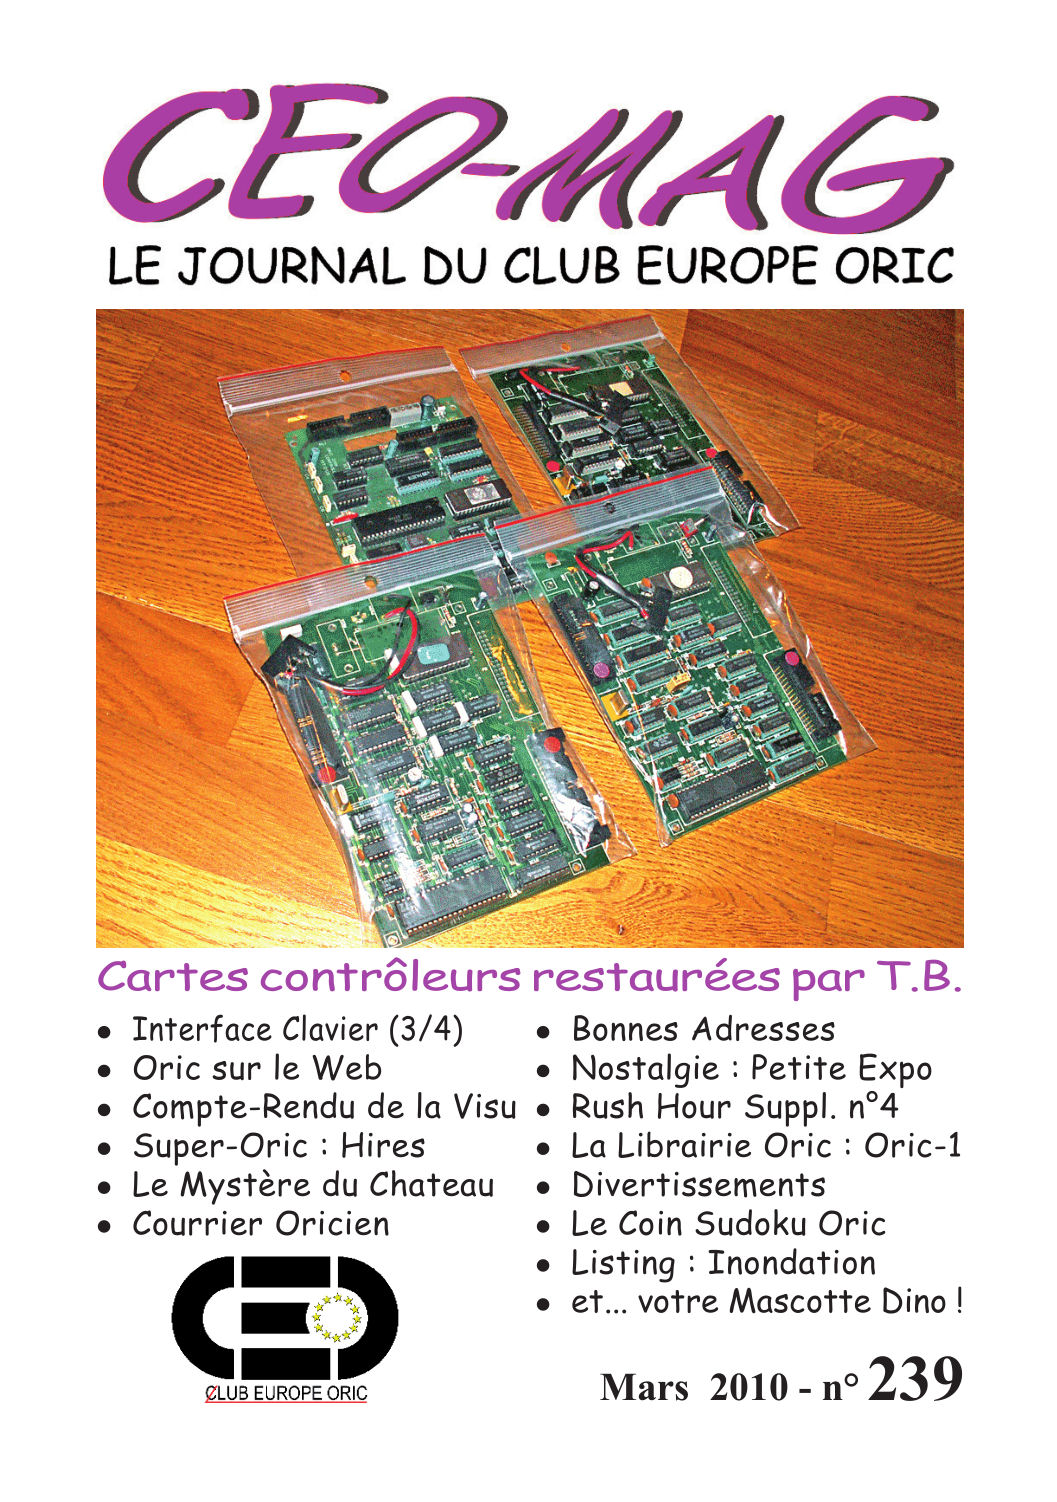 CEO-MAG
LE JOURNAL DU CLUB EUROPE ORIC
Cartes contrôleurs restaurées par T.B.
• Interface Clavier (3/4)
• Oric sur le Web
• Compte-Rendu de la Visu
• Super-Oric : Hires
• Le Mystère du Chateau
• Courrier Oricien
• Bonnes Adresses
• Nostalgie : Petite Expo
• Rush Hour Suppl. n°4
• La Librairie Oric : Oric-1
• Divertissements
• Le Coin Sudoku Oric
• Listing : Inondation
• et... votre Mascotte Dino !
CEO
CLUB EUROPE ORIC
Mars 2010 - n° 239